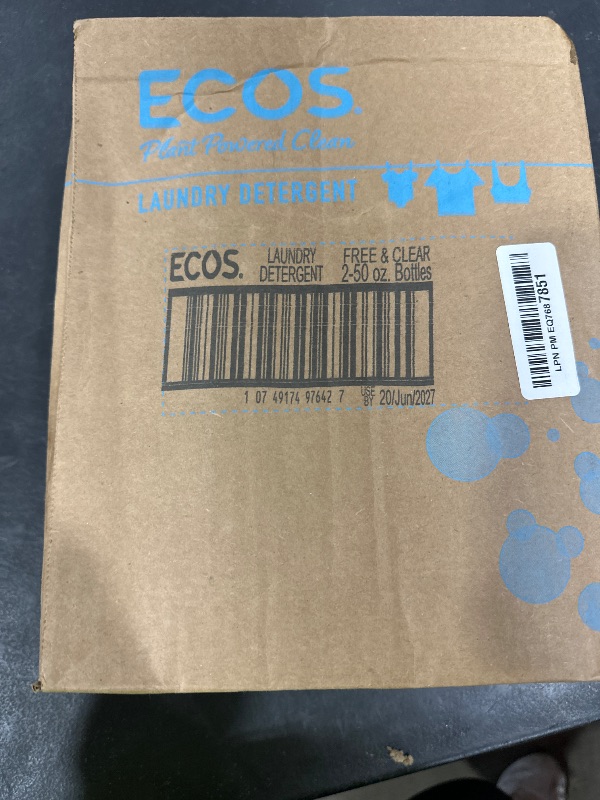 ECOS.
Plant Powered Clean
LAUNDRY DETERGENT
ECOS. LAUNDRY DETERGENT FREE & CLEAR 2-50 oz. Bottles
1 07 49174 97642 7 USE BY 20/Jun/2027
LPN PM EQ7687851